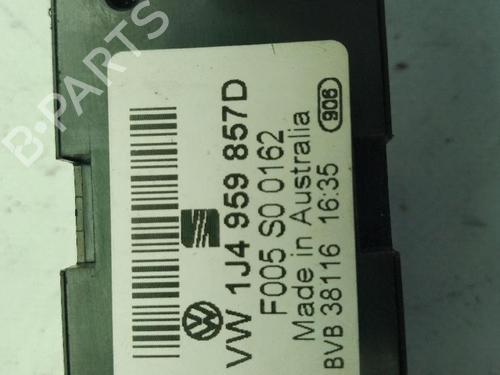 VW 1J4 959 857D
F005 S0 0162
Made in Australia
BVB 38116 16:35
906
B-PARTS